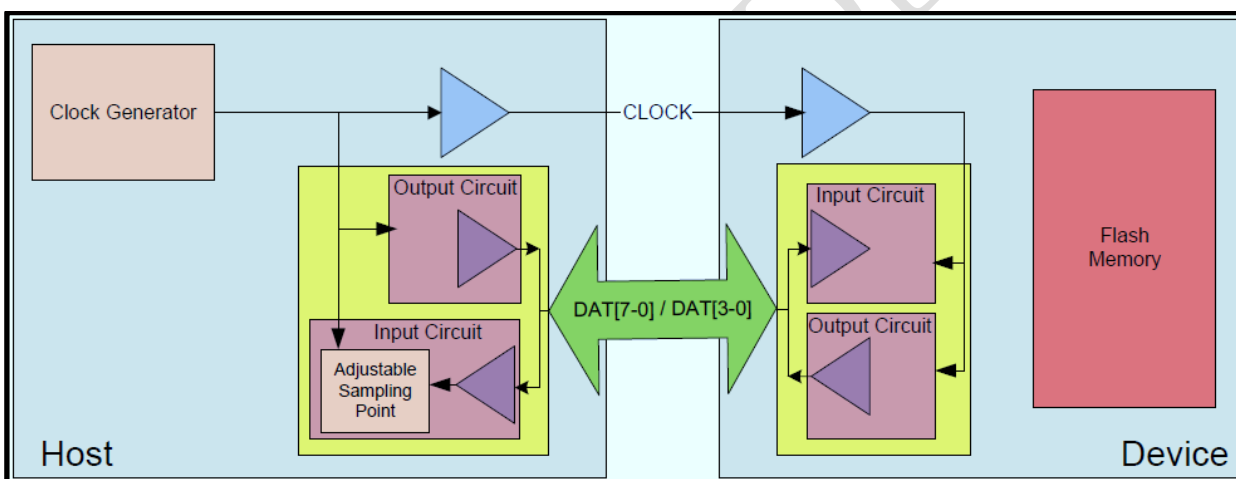 Clock Generator
CLOCK
Output Circuit
Input Circuit
Flash
Memory
DAT[7-0] / DAT[3-0]
Input Circuit
Output Circuit
Adjustable
Sampling
Point
Host
Device